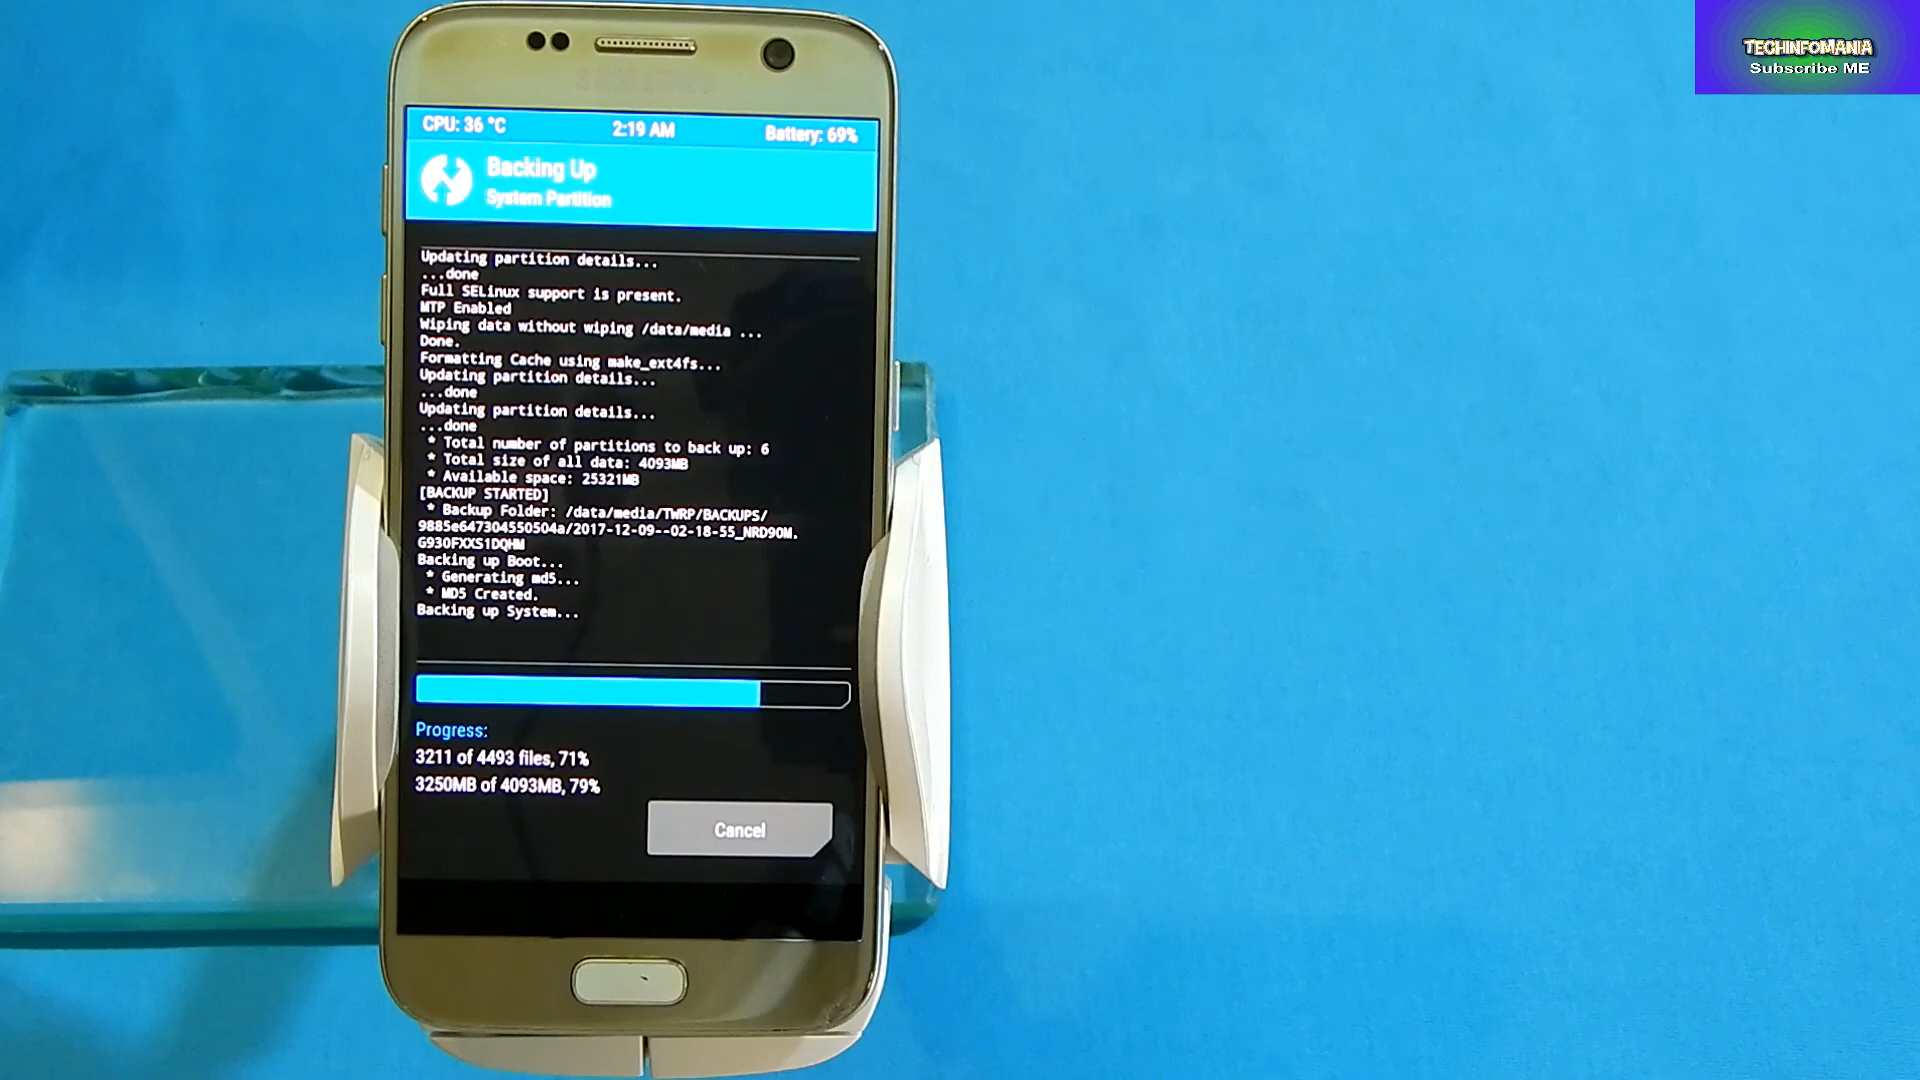 TECHINFOMANIA
Subscribe ME
SAMSUNG
CPU: 36 °C 2:19 AM Battery: 69%
Backing Up
System Partition
Updating partition details...
...done
Full SELinux support is present.
MTP Enabled
Wiping data without wiping /data/media ...
Done.
Formatting Cache using make_ext4fs...
Updating partition details...
...done
Updating partition details...
...done
* Total number of partitions to back up: 6
* Total size of all data: 4093MB
* Available space: 25321MB
[BACKUP STARTED]
* Backup Folder: /data/media/TWRP/BACKUPS/
9885e647304550504a/2017-12-09--02-18-55_NRD90M.
G930FXXS1DQHM
Backing up Boot...
* Generating md5...
* MD5 Created.
Backing up System...
Progress:
3211 of 4493 files, 71%
3250MB of 4093MB, 79%
Cancel